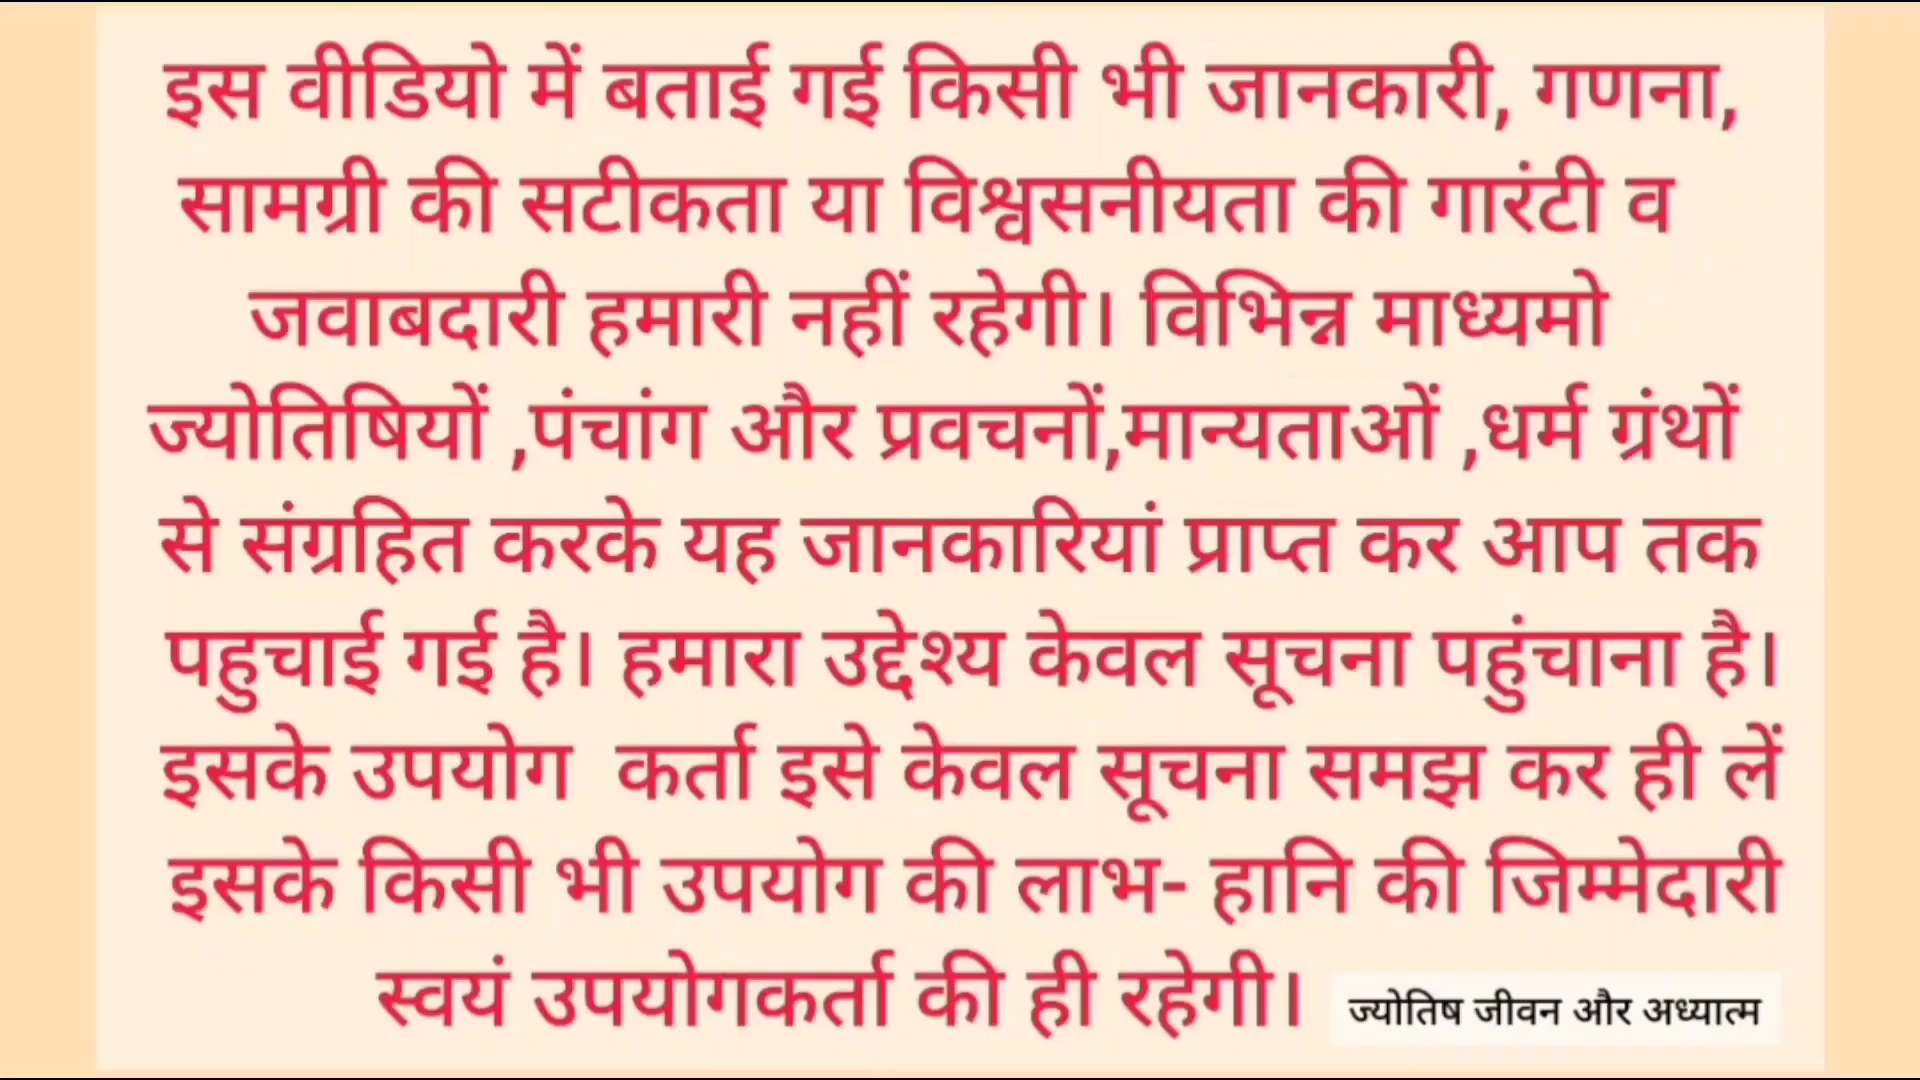 इस वीडियो में बताई गई किसी भी जानकारी, गणना,
सामग्री की सटीकता या विश्वसनीयता की गारंटी व
जवाबदारी हमारी नहीं रहेगी। विभिन्न माध्यमो
ज्योतिषियों ,पंचांग और प्रवचनों,मान्यताओं ,धर्म ग्रंथों
से संग्रहित करके यह जानकारियां प्राप्त कर आप तक
पहुचाई गई है। हमारा उद्देश्य केवल सूचना पहुंचाना है।
इसके उपयोग  कर्ता इसे केवल सूचना समझ कर ही लें
इसके किसी भी उपयोग की लाभ- हानि की जिम्मेदारी
स्वयं उपयोगकर्ता की ही रहेगी।
ज्योतिष जीवन और अध्यात्म